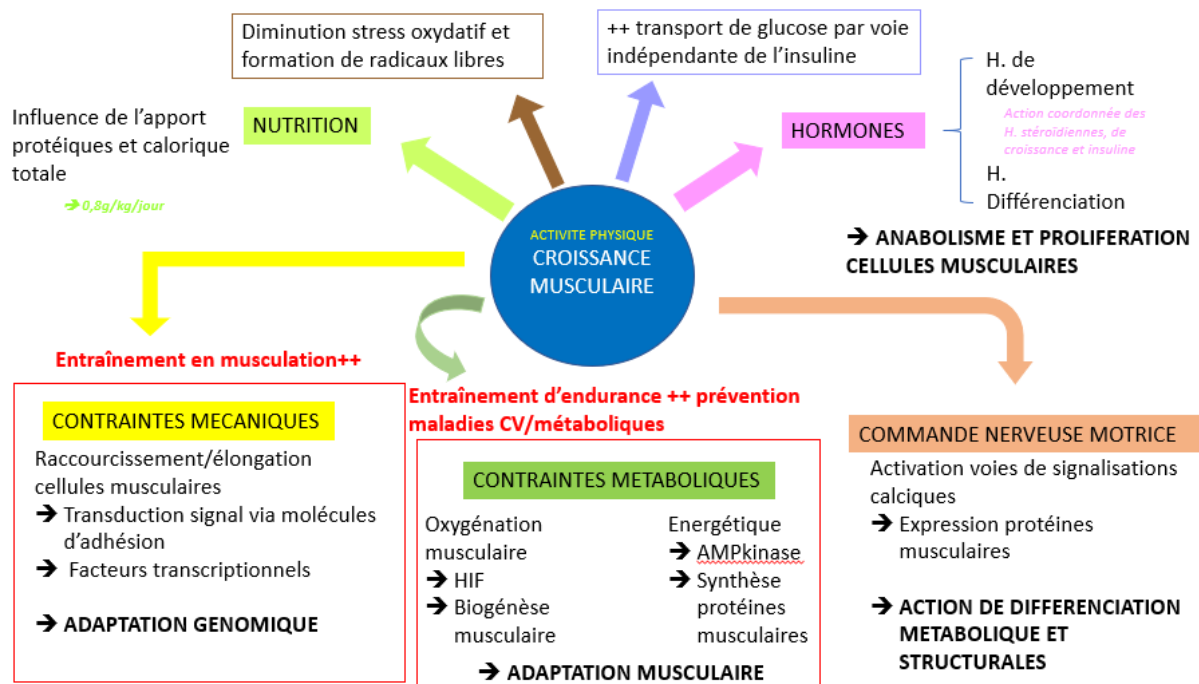 Diminution stress oxydatif et
formation de radicaux libres
++ transport de glucose par voie
indépendante de l'insuline
Influence de l'apport
protéiques et calorique
totale
➔ 0,8g/kg/jour
NUTRITION
HORMONES
H. de
développement
Action coordonnée des
H. stéroïdiennes, de
croissance et insuline
H.
Différenciation
➔ ANABOLISME ET PROLIFERATION
CELLULES MUSCULAIRES
ACTIVITE PHYSIQUE
CROISSANCE
MUSCULAIRE
Entraînement en musculation++
CONTRAINTES MECANIQUES
Raccourcissement/élongation
cellules musculaires
➔ Transduction signal via molécules
d'adhésion
➔ Facteurs transcriptionnels
➔ ADAPTATION GENOMIQUE
Entraînement d'endurance ++ prévention
maladies CV/métaboliques
CONTRAINTES METABOLIQUES
Oxygénation
musculaire
➔ HIF
➔ Biogénèse
musculaire
Energétique
➔ AMPkinase
➔ Synthèse
protéines
musculaires
➔ ADAPTATION MUSCULAIRE
COMMANDE NERVEUSE MOTRICE
Activation voies de signalisations
calciques
➔ Expression protéines
musculaires
➔ ACTION DE DIFFERENCIATION
METABOLIQUE ET
STRUCTURALES